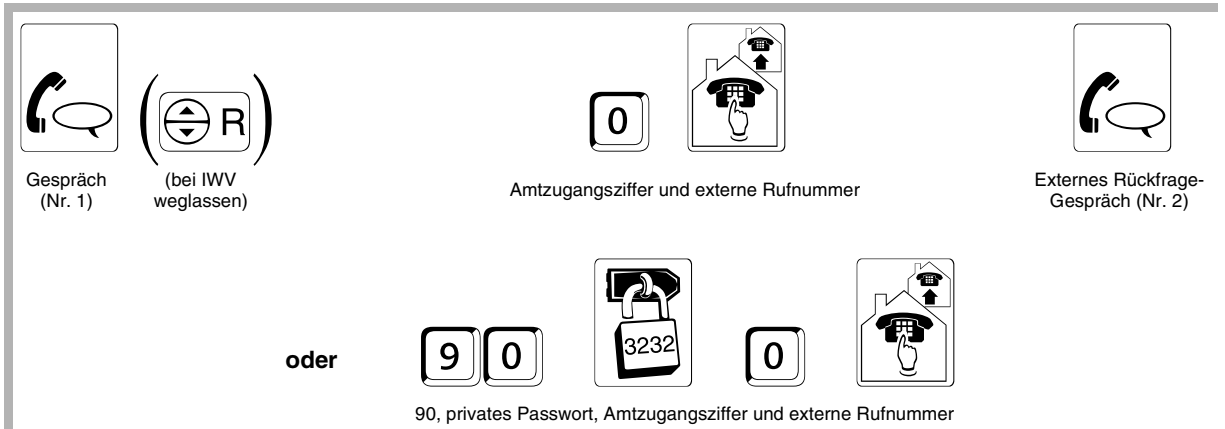 ( R )
0
Gespräch
(Nr. 1)
(bei IWV
weglassen)
Amtzugangsziffer und externe Rufnummer
Externes Rückfrage-
Gespräch (Nr. 2)
oder
9 0
3232
0
90, privates Passwort, Amtzugangsziffer und externe Rufnummer